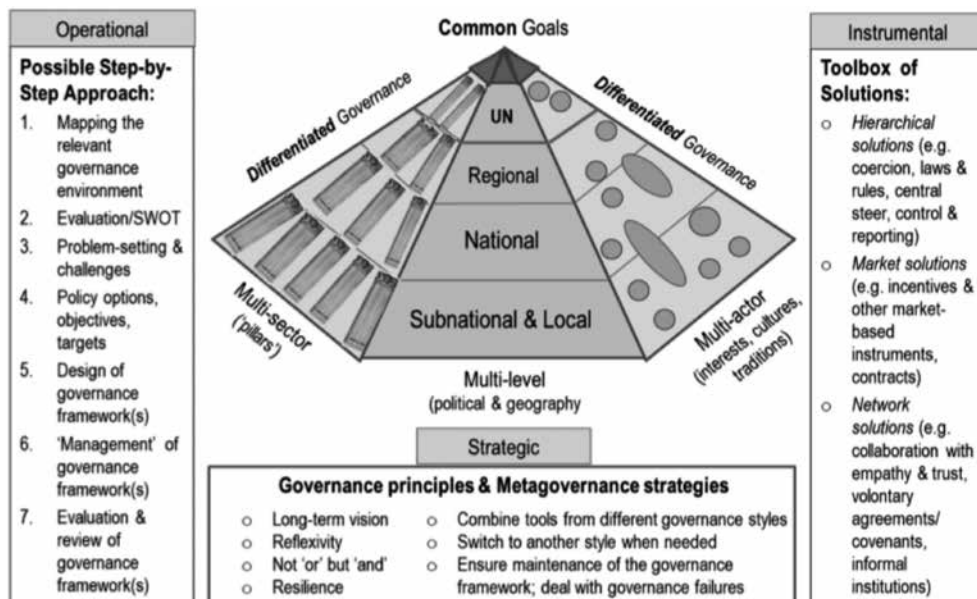 Operational
Possible Step-by-
Step Approach:
1. Mapping the
relevant
governance
environment
2. Evaluation/SWOT
3. Problem-setting &
challenges
4. Policy options,
objectives,
targets
5. Design of
governance
framework(s)
6. ‘Management’ of
governance
framework(s)
7. Evaluation &
review of
governance
framework(s)
Common Goals
Differentiated Governance
Differentiated Governance
UN
Regional
National
Subnational & Local
Multi-sector
(‘pillars’)
Multi-level
(political & geography
Multi-actor
(interests, cultures,
traditions)
Strategic
Governance principles & Metagovernance strategies
○ Long-term vision
○ Reflexivity
○ Not ‘or’ but ‘and’
○ Resilience
○ Combine tools from different governance styles
○ Switch to another style when needed
○ Ensure maintenance of the governance
framework; deal with governance failures
Instrumental
Toolbox of
Solutions:
○ Hierarchical
solutions (e.g.
coercion, laws &
rules, central
steer, control &
reporting)
○ Market solutions
(e.g. incentives &
other market-
based
instruments,
contracts)
○ Network
solutions (e.g.
collaboration with
empathy & trust,
volontary
agreements/
covenants,
informal
institutions)